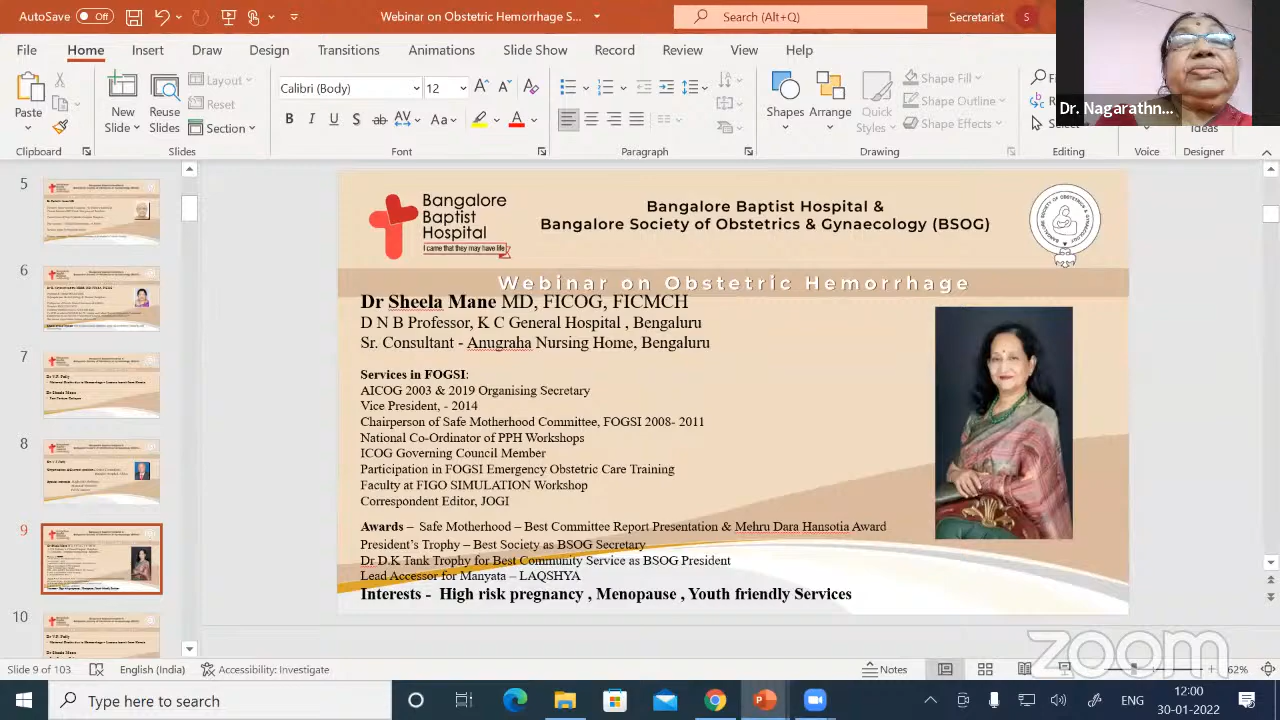 AutoSave Off
Webinar on Obstetric Hemorrhage S...
Search (Alt+Q)
Secretariat S
File Home Insert Draw Design Transitions Animations Slide Show Record Review View Help
Dr. Nagarathn...
Paste
New Slide
Reuse Slides
Layout
Reset
Section
Calibri (Body) 12
Shapes Arrange Quick Styles
Shape Fill
Shape Outline
Shape Effects
Select
Ideas
Clipboard Slides Font Paragraph Drawing Editing Voice Designer
5
6
7
8
9
10
Bangalore
Baptist
Hospital
I came that they may have life
Bangalore Baptist Hospital &
Bangalore Society of Obstetrics & Gynaecology (BSOG)
Webinar on Obstetric Hemorrhage
Dr Sheela Mane MD, FICOG, FICMCH
D N B Professor, K C General Hospital , Bengaluru
Sr. Consultant - Anugraha Nursing Home, Bengaluru
Services in FOGSI:
AICOG 2003 & 2019 Organising Secretary
Vice President, - 2014
Chairperson of Safe Motherhood Committee, FOGSI 2008- 2011
National Co-Ordinator of PPH Workshops
ICOG Governing Council Member
Participation in FOGSI Emergency Obstetric Care Training
Faculty at FIGO SIMULATION Workshop
Correspondent Editor, JOGI
Awards – Safe Motherhood – Best Committee Report Presentation & Mehru Dara Hansotia Award
President's Trophy – Best Society as BSOG Secretary
Dr D.K Tank Trophy Best – Community Service as BSOG President
Lead Accessor for Manyata – LAQSHYA
Interests - High risk pregnancy , Menopause , Youth friendly Services
zoom
Slide 9 of 103 English (India) Accessibility: Investigate Notes 62%
Type here to search
ENG
12:00
30-01-2022